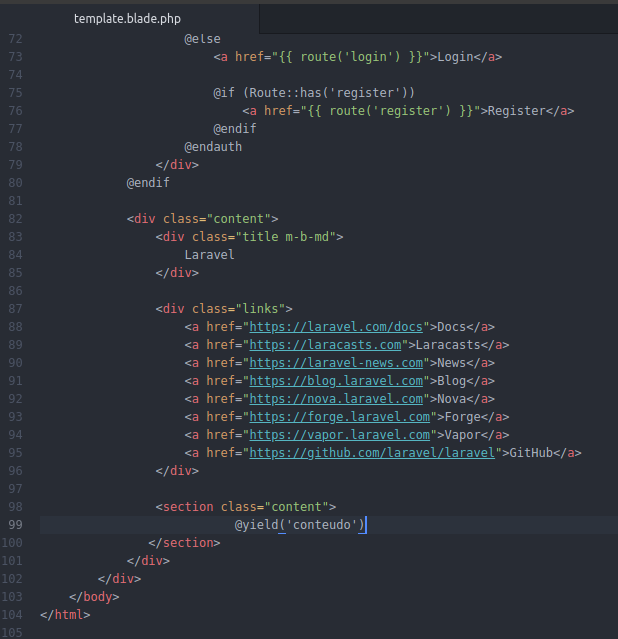 template.blade.php
72 @else
73 <a href="{{ route('login') }}">Login</a>
74
75 @if (Route::has('register'))
76 <a href="{{ route('register') }}">Register</a>
77 @endif
78 @endauth
79 </div>
80 @endif
81
82 <div class="content">
83 <div class="title m-b-md">
84 Laravel
85 </div>
86
87 <div class="links">
88 <a href="https://laravel.com/docs">Docs</a>
89 <a href="https://laracasts.com">Laracasts</a>
90 <a href="https://laravel-news.com">News</a>
91 <a href="https://blog.laravel.com">Blog</a>
92 <a href="https://nova.laravel.com">Nova</a>
93 <a href="https://forge.laravel.com">Forge</a>
94 <a href="https://vapor.laravel.com">Vapor</a>
95 <a href="https://github.com/laravel/laravel">GitHub</a>
96 </div>
97
98 <section class="content">
99 @yield('conteudo')
100 </section>
101 </div>
102 </div>
103 </body>
104 </html>
105